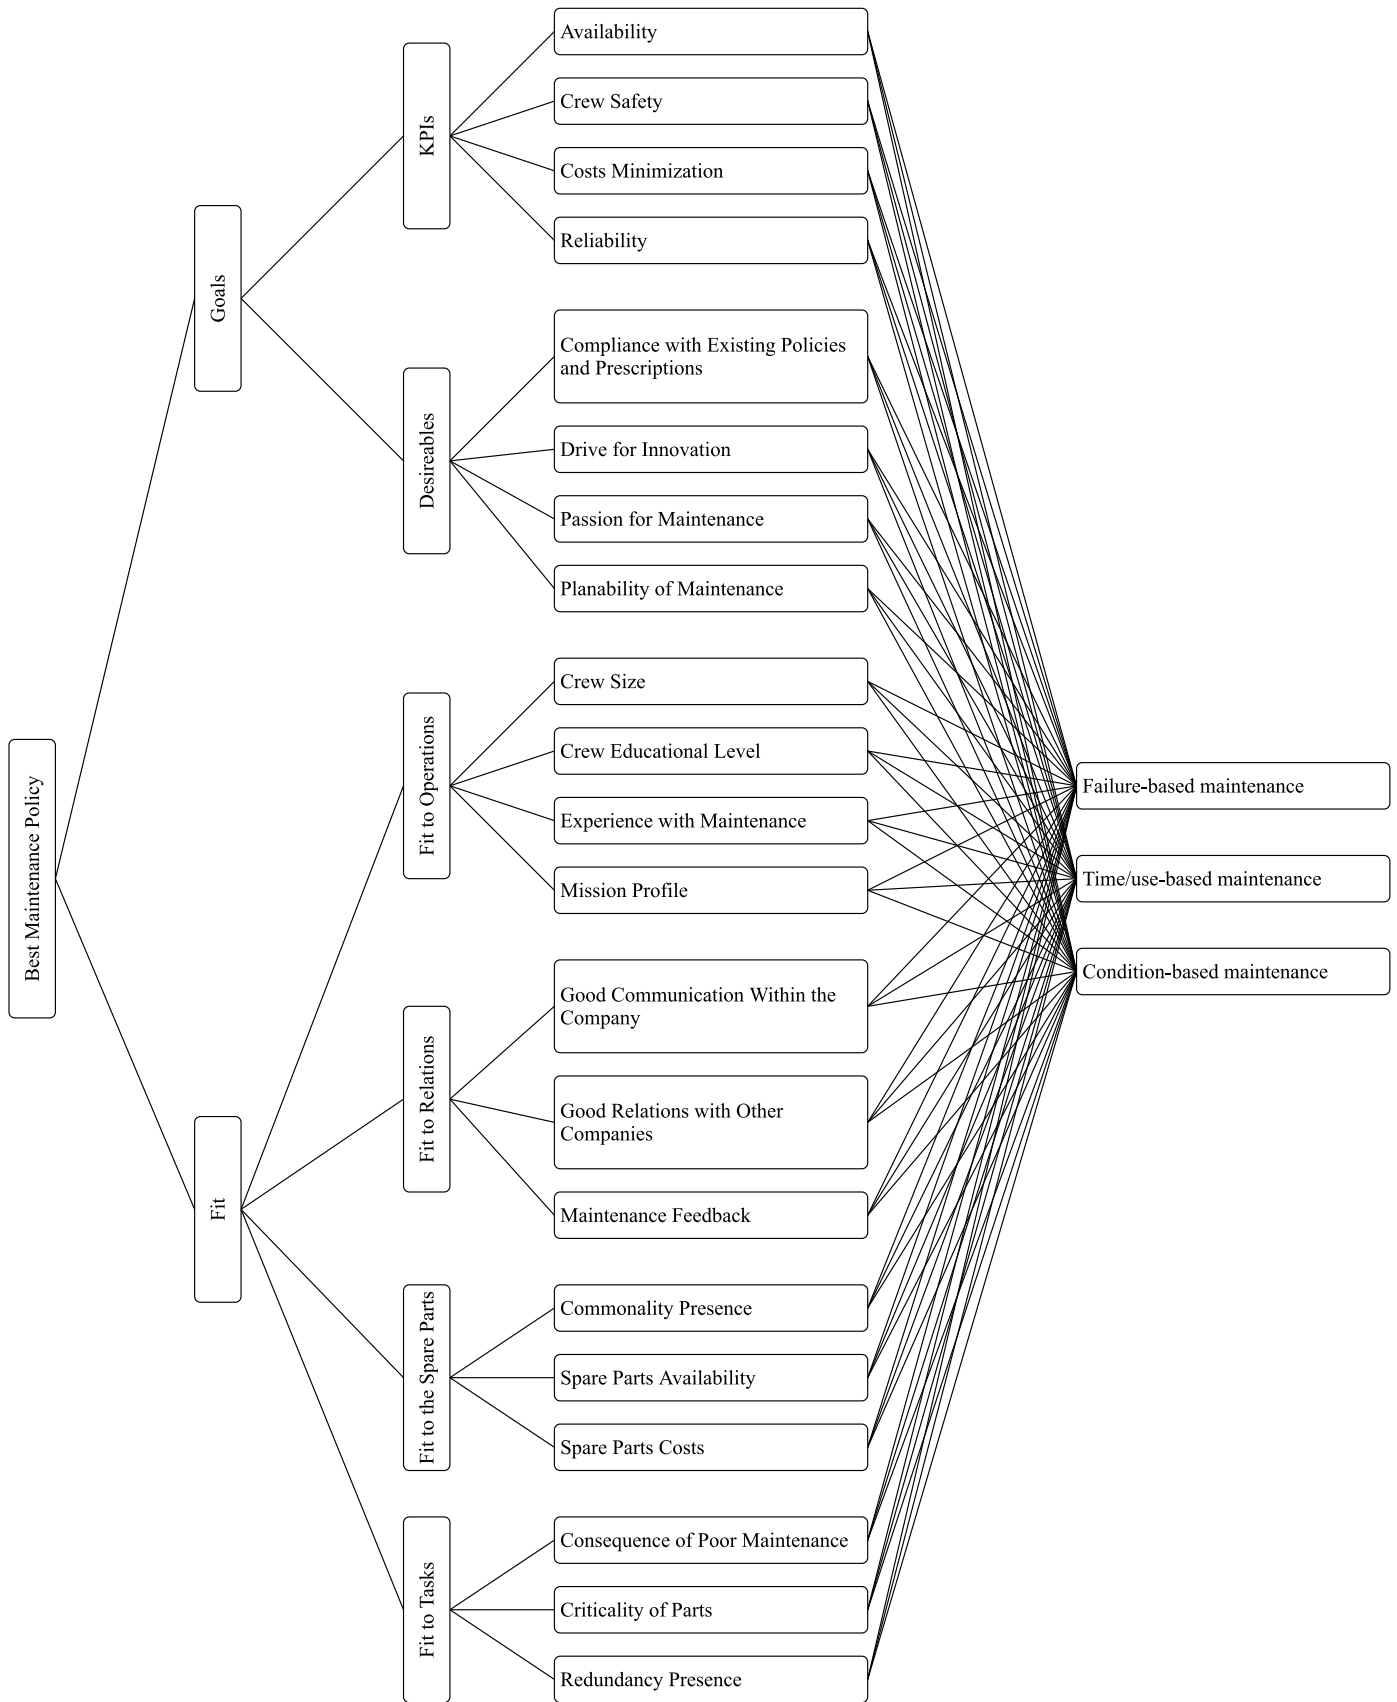 Best Maintenance Policy
Goals
Fit
KPIs
Desireables
Fit to Operations
Fit to Relations
Fit to the Spare Parts
Fit to Tasks
Availability
Crew Safety
Costs Minimization
Reliability
Compliance with Existing Policies
and Prescriptions
Drive for Innovation
Passion for Maintenance
Planability of Maintenance
Crew Size
Crew Educational Level
Experience with Maintenance
Mission Profile
Good Communication Within the
Company
Good Relations with Other
Companies
Maintenance Feedback
Commonality Presence
Spare Parts Availability
Spare Parts Costs
Consequence of Poor Maintenance
Criticality of Parts
Redundancy Presence
Failure-based maintenance
Time/use-based maintenance
Condition-based maintenance